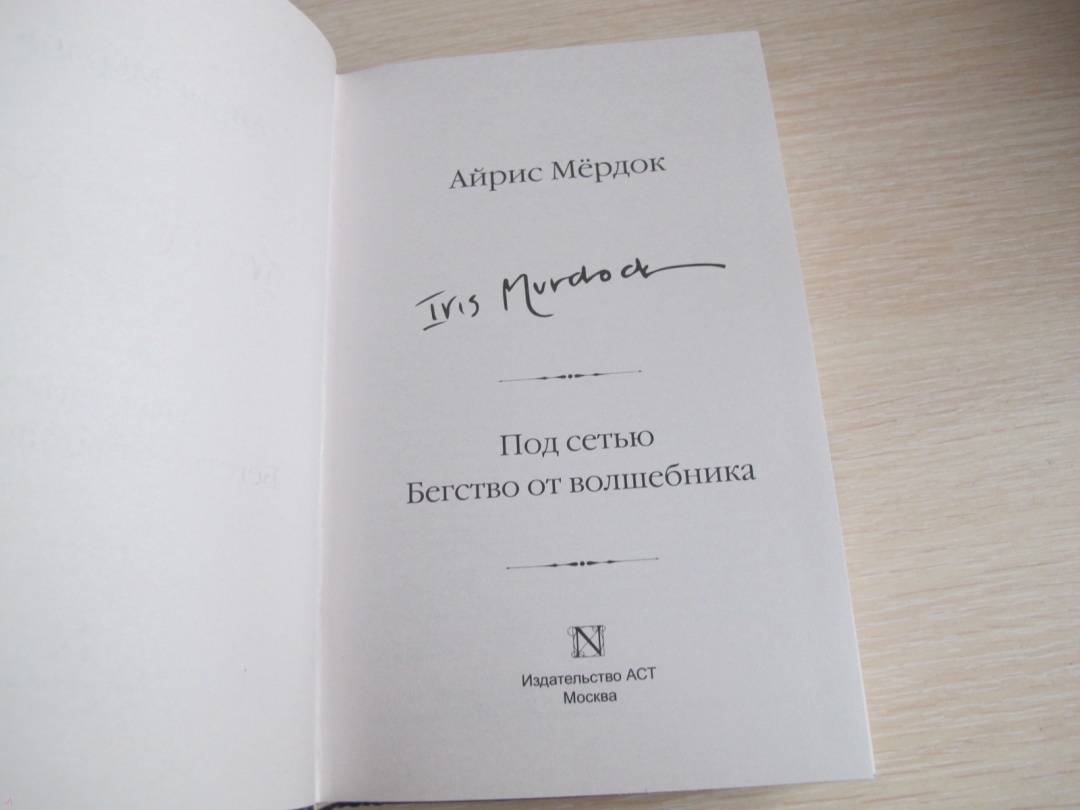 Айрис Мёрдок
Iris Murdoch
Под сетью
Бегство от волшебника
N
Издательство АСТ
Москва